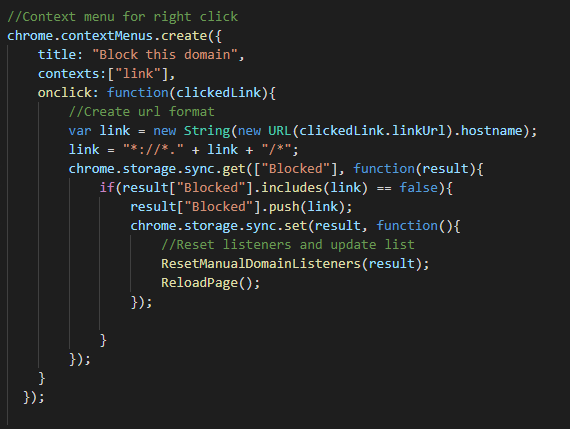 //Context menu for right click
chrome.contextMenus.create({
    title: "Block this domain",
    contexts:["link"],
    onclick: function(clickedLink){
        //Create url format
        var link = new String(new URL(clickedLink.linkUrl).hostname);
        link = "*://*." + link + "/*";
        chrome.storage.sync.get(["Blocked"], function(result){
            if(result["Blocked"].includes(link) == false){
                result["Blocked"].push(link);
                chrome.storage.sync.set(result, function(){
                    //Reset listeners and update list
                    ResetManualDomainListeners(result);
                    ReloadPage();
                });
            }
        });
    }
  });